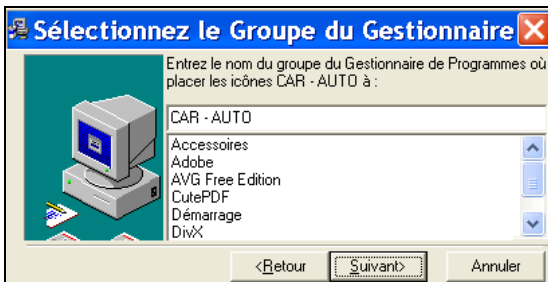 Sélectionnez le Groupe du Gestionnaire
Entrez le nom du groupe du Gestionnaire de Programmes où
placer les icônes CAR - AUTO à :
CAR - AUTO
Accessoires
Adobe
AVG Free Edition
CutePDF
Démarrage
DivX
<Retour
Suivant>
Annuler